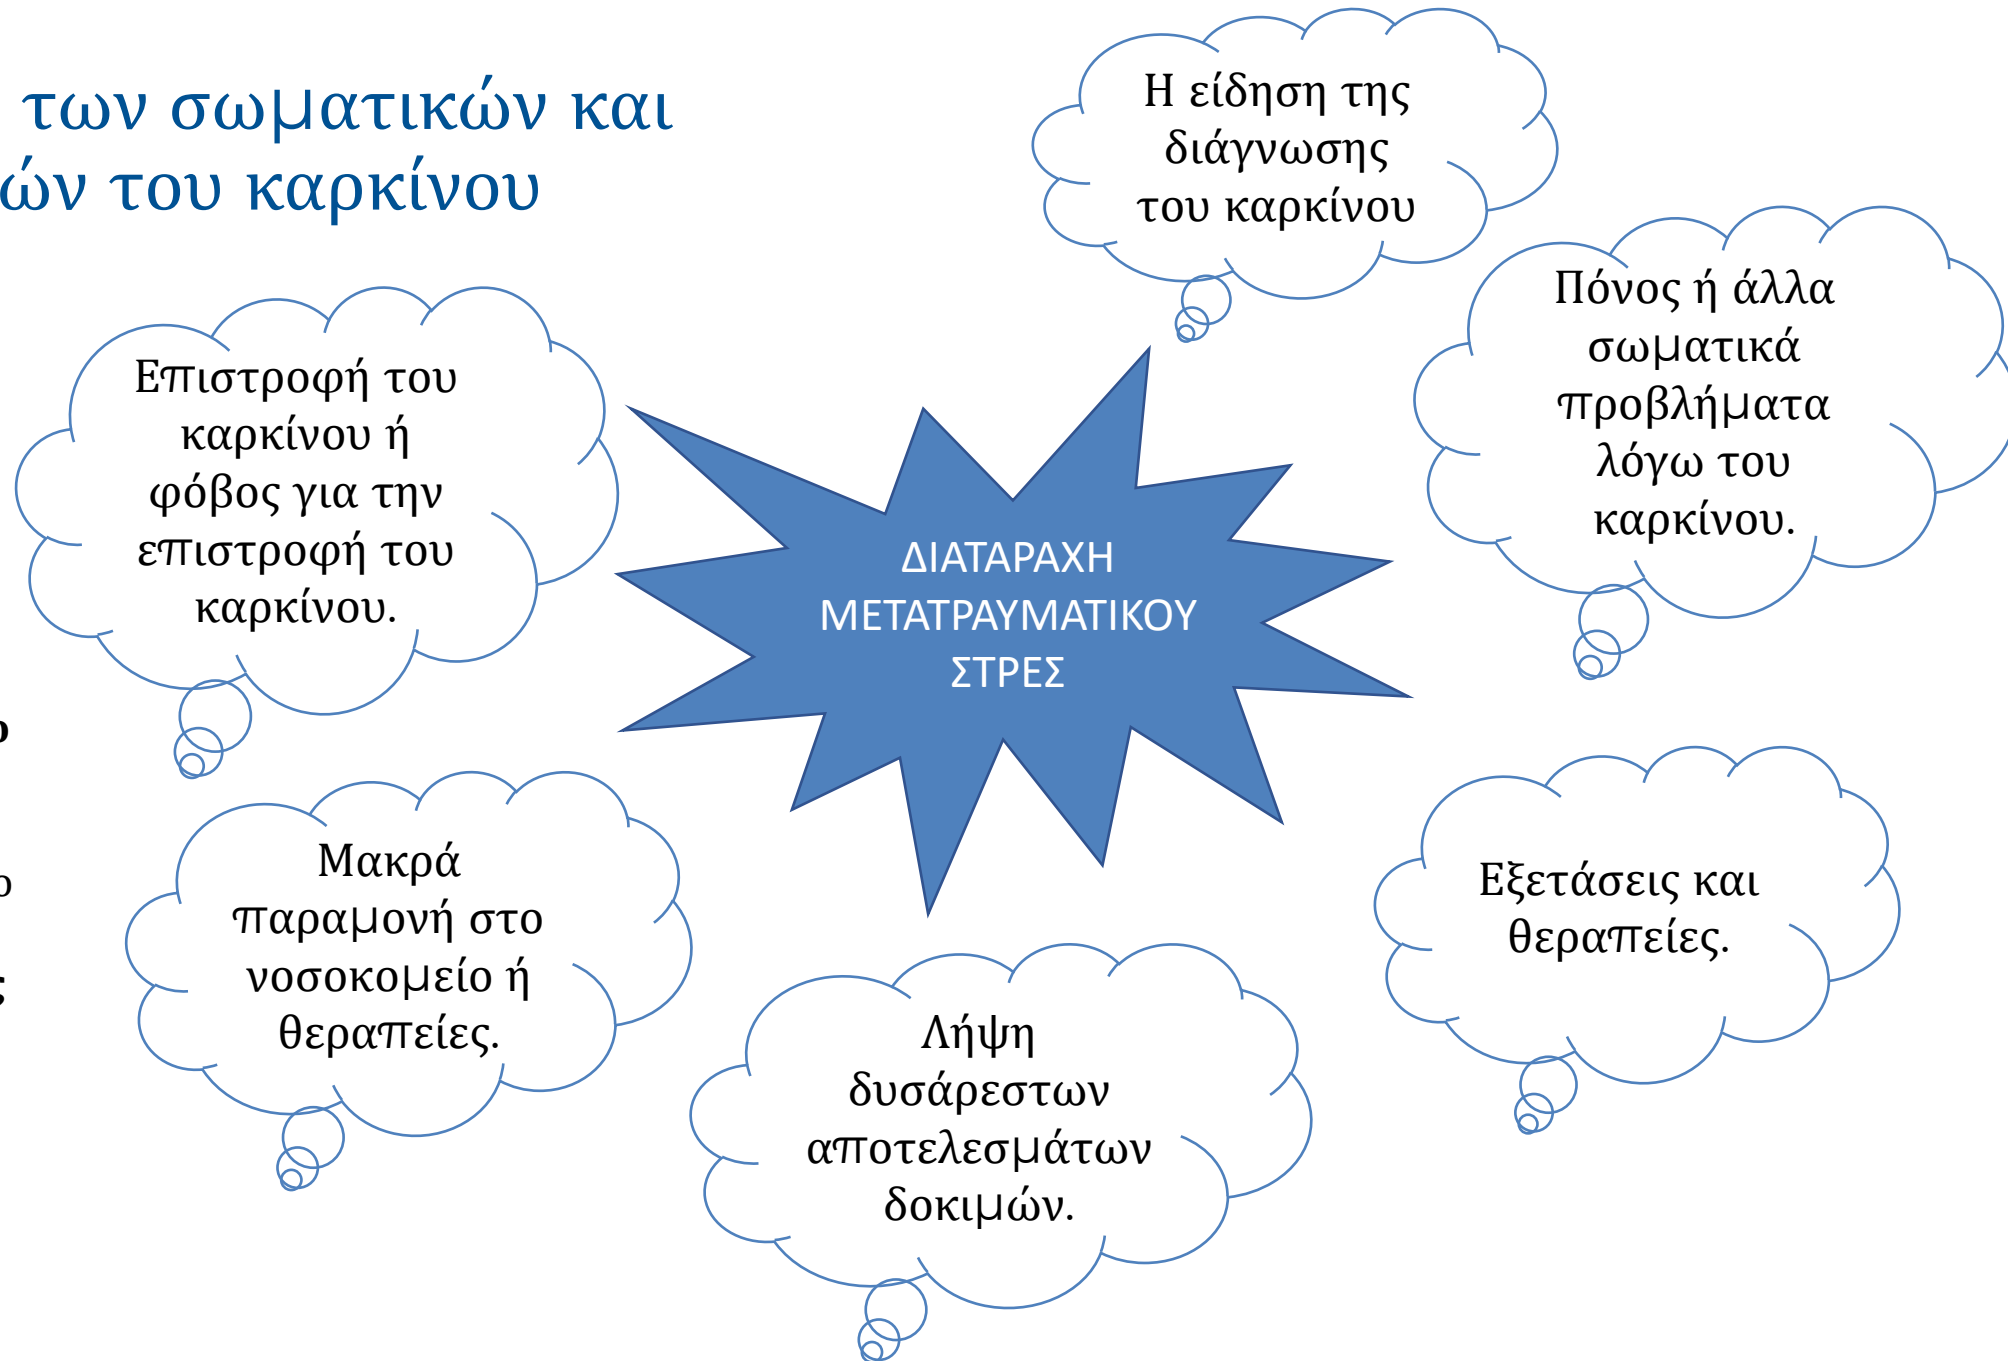 των σωματικών και
ών του καρκίνου
Η είδηση της
διάγνωσης
του καρκίνου
Πόνος ή άλλα
σωματικά
προβλήματα
λόγω του
καρκίνου.
Επιστροφή του
καρκίνου ή
φόβος για την
επιστροφή του
καρκίνου.
ΔΙΑΤΑΡΑΧΗ
ΜΕΤΑΤΡΑΥΜΑΤΙΚΟΥ
ΣΤΡΕΣ
Μακρά
παραμονή στο
νοσοκομείο ή
θεραπείες.
Εξετάσεις και
θεραπείες.
Λήψη
δυσάρεστων
αποτελεσμάτων
δοκιμών.